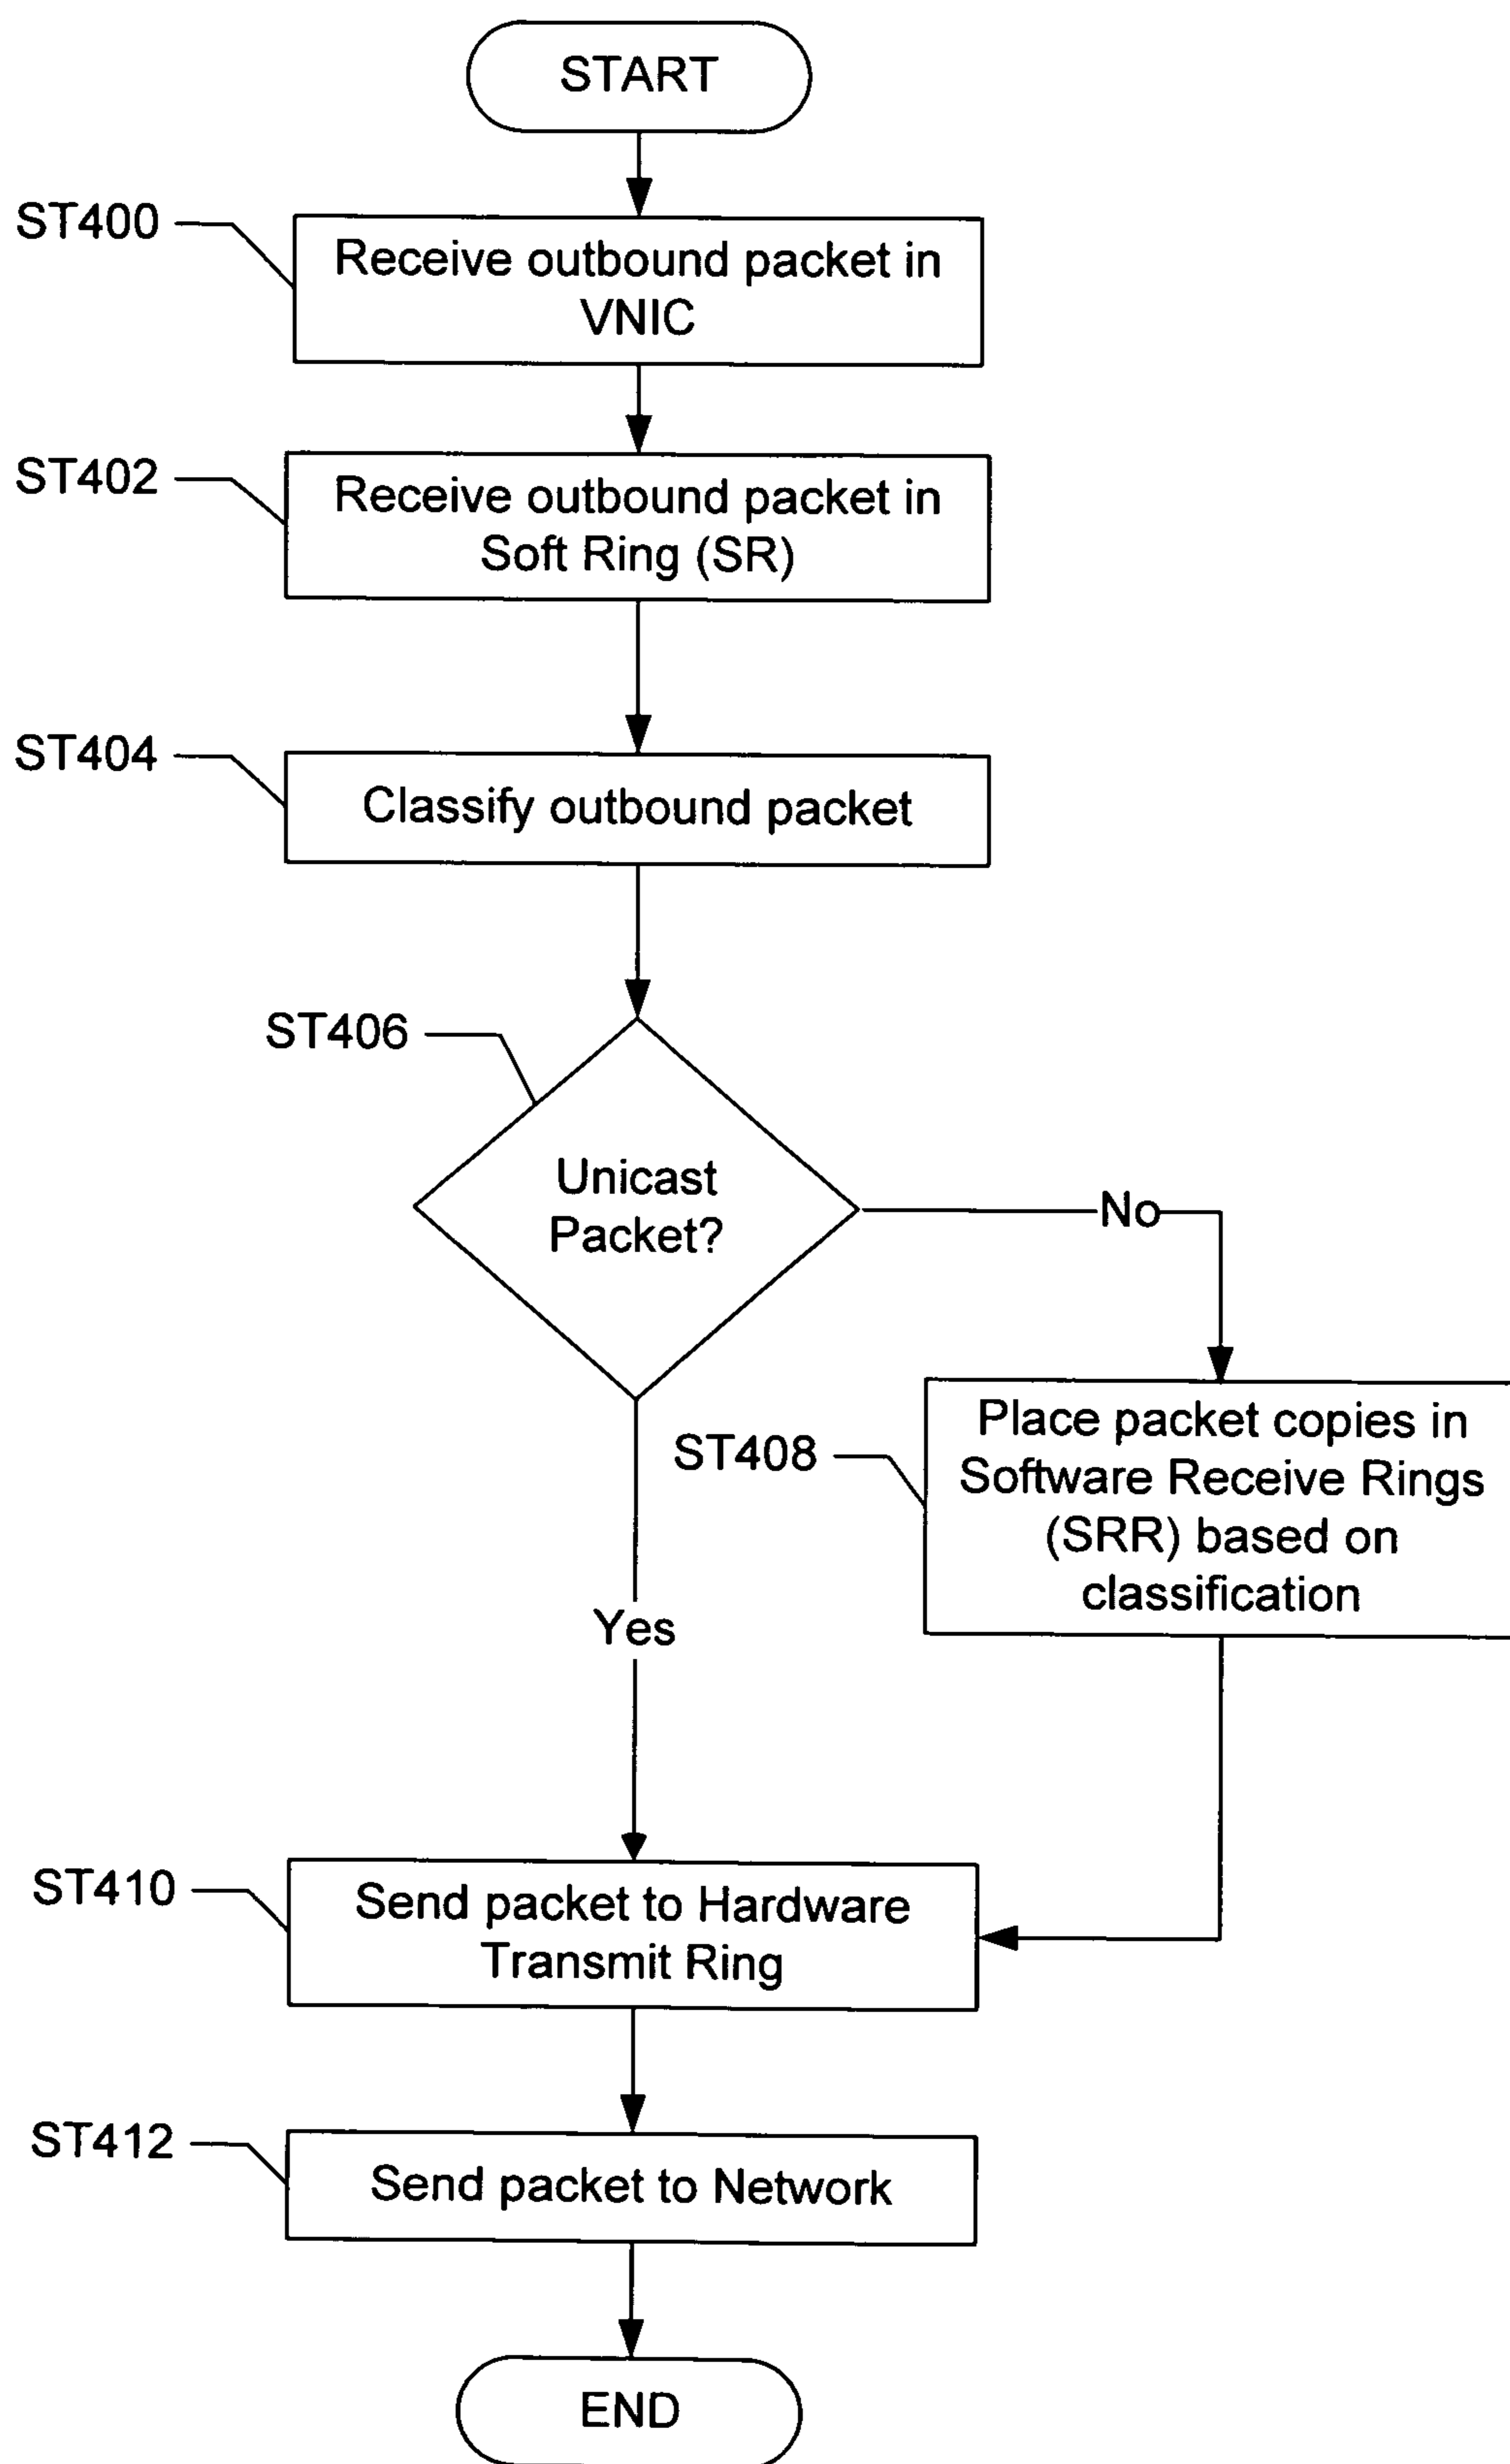 START
ST400
Receive outbound packet in
VNIC
ST402
Receive outbound packet in
Soft Ring (SR)
ST404
Classify outbound packet
ST406
Unicast
Packet?
No
ST408
Place packet copies in
Software Receive Rings
(SRR) based on
classification
Yes
ST410
Send packet to Hardware
Transmit Ring
ST412
Send packet to Network
END